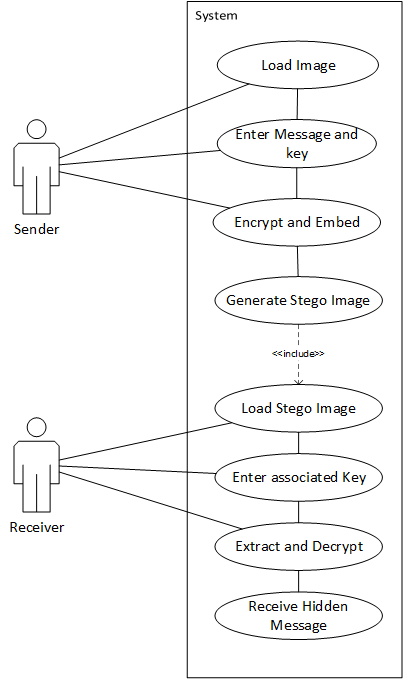 System
Load Image
Enter Message and
key
Sender
Encrypt and Embed
Generate Stego Image
<<include>>
Load Stego Image
Enter associated Key
Receiver
Extract and Decrypt
Receive Hidden
Message